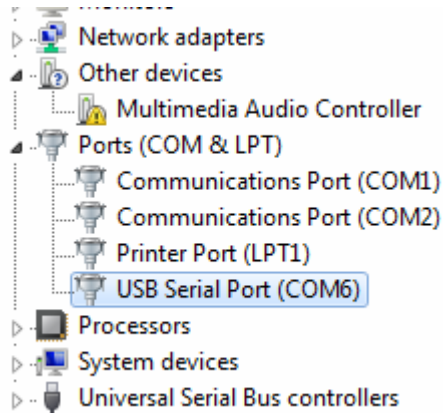 Network adapters
Other devices
Multimedia Audio Controller
Ports (COM & LPT)
Communications Port (COM1)
Communications Port (COM2)
Printer Port (LPT1)
USB Serial Port (COM6)
Processors
System devices
Universal Serial Bus controllers